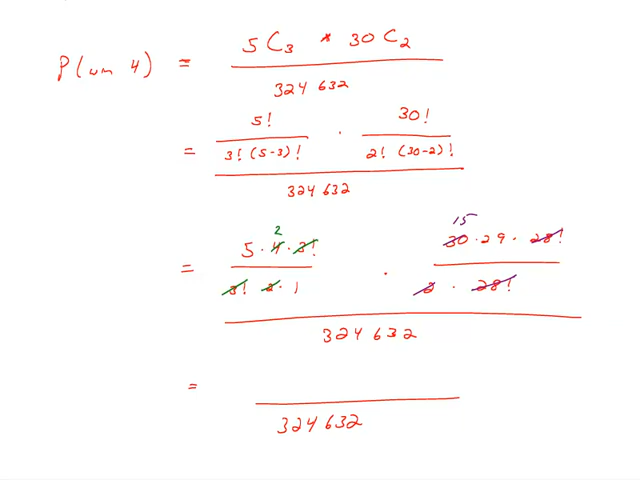 P(win 4) = 5C3 * 30C2
324 632
= 5! / 3!(5-3)! · 30! / 2!(30-2)!
324 632
2 15
= 5 · 4 · 3! / 3! 2 · 1 · 30 · 29 · 28! / 2 · 28!
324 632
=
324 632